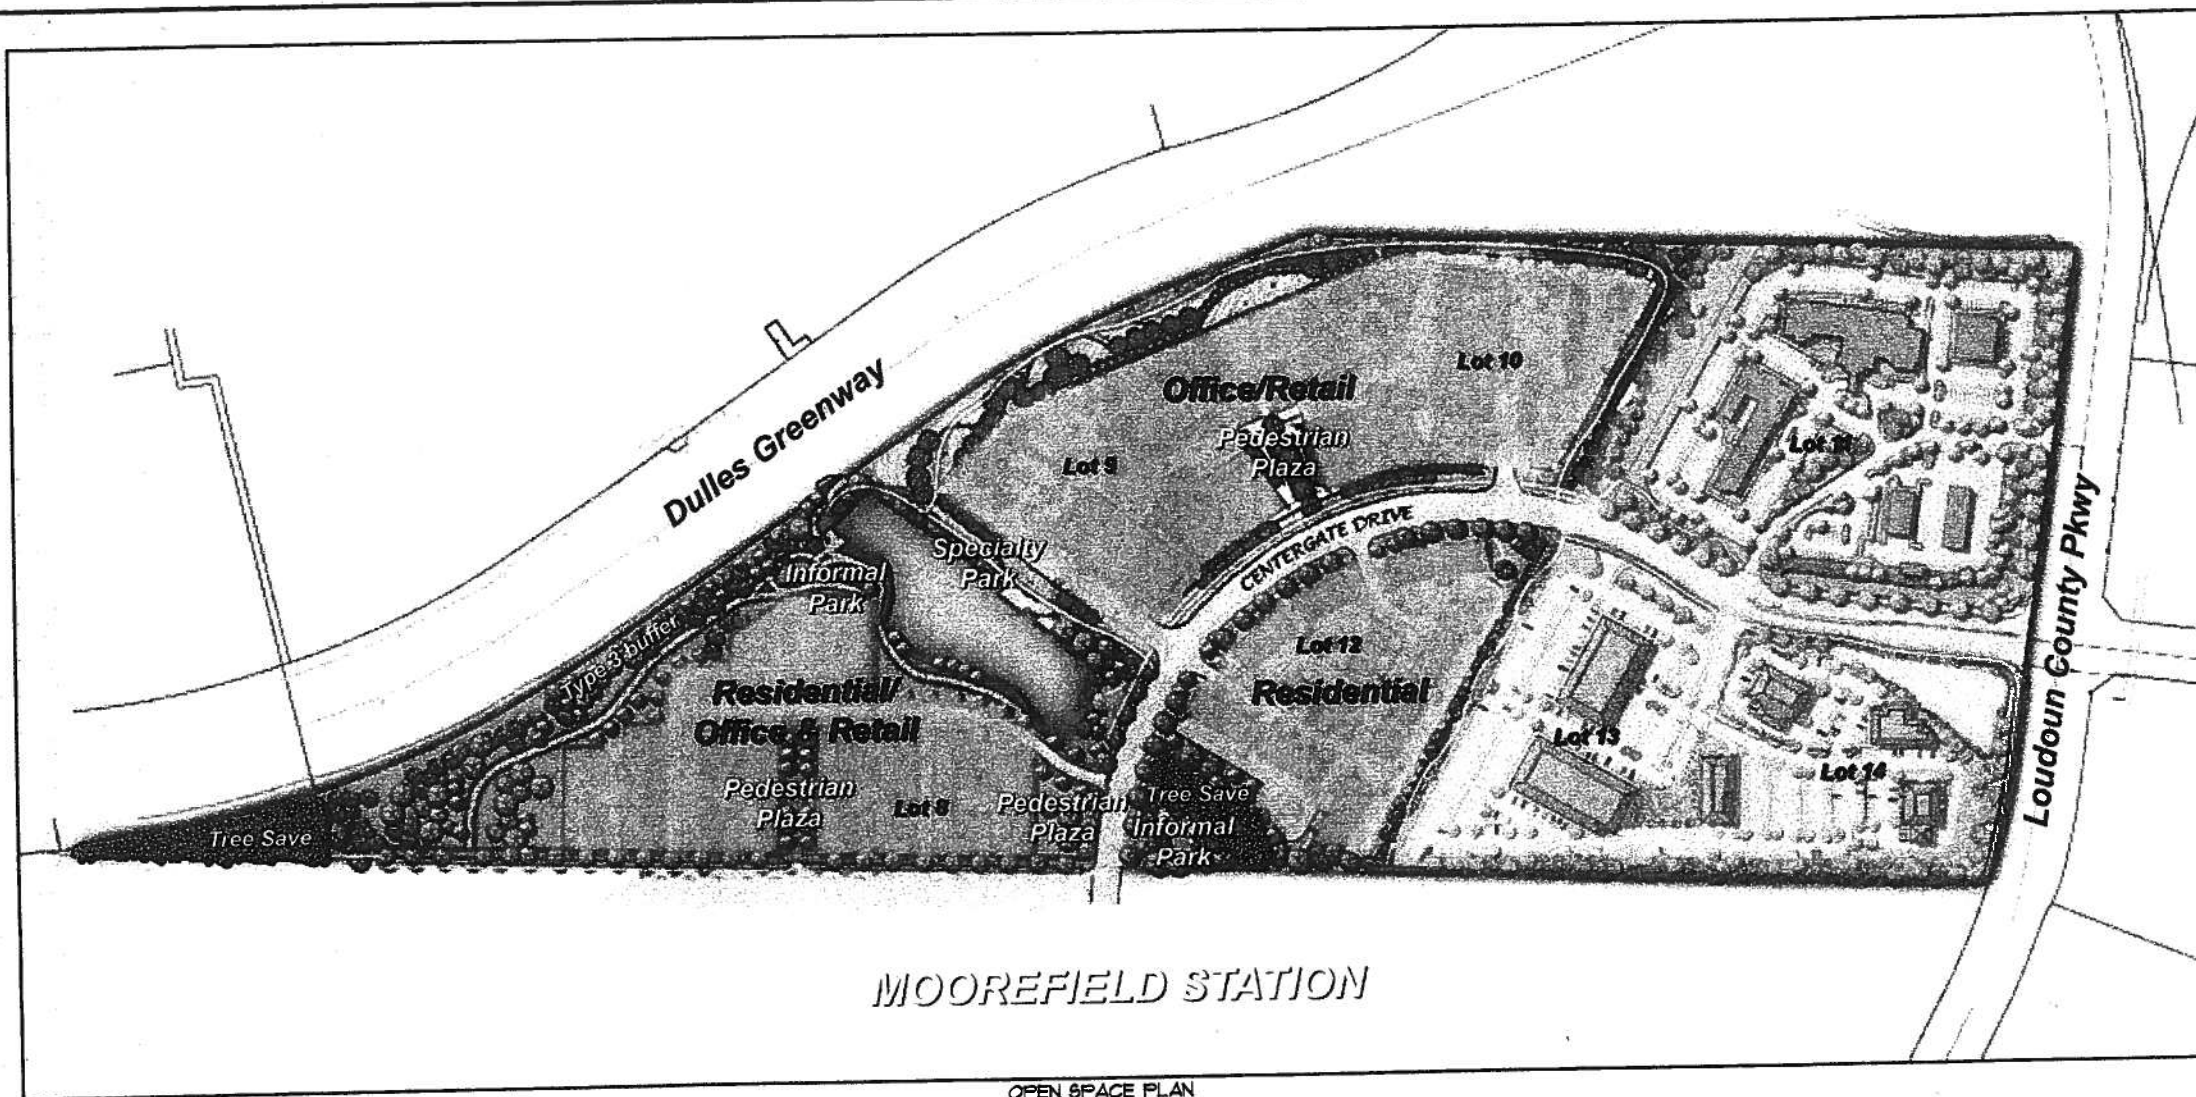 Dulles Greenway
Lot 10
Office/Retail
Pedestrian
Plaza
Lot 9
Lot 11
CENTERGATE DRIVE
Loudoun County Pkwy
Specialty
Park
Informal
Park
Type 3 buffer
Lot 12
Residential
Residential/
Office & Retail
Lot 13
Lot 14
Pedestrian
Plaza
Lot 8
Pedestrian
Plaza
Tree Save
Informal
Park
Tree Save
MOOREFIELD STATION
OPEN SPACE PLAN